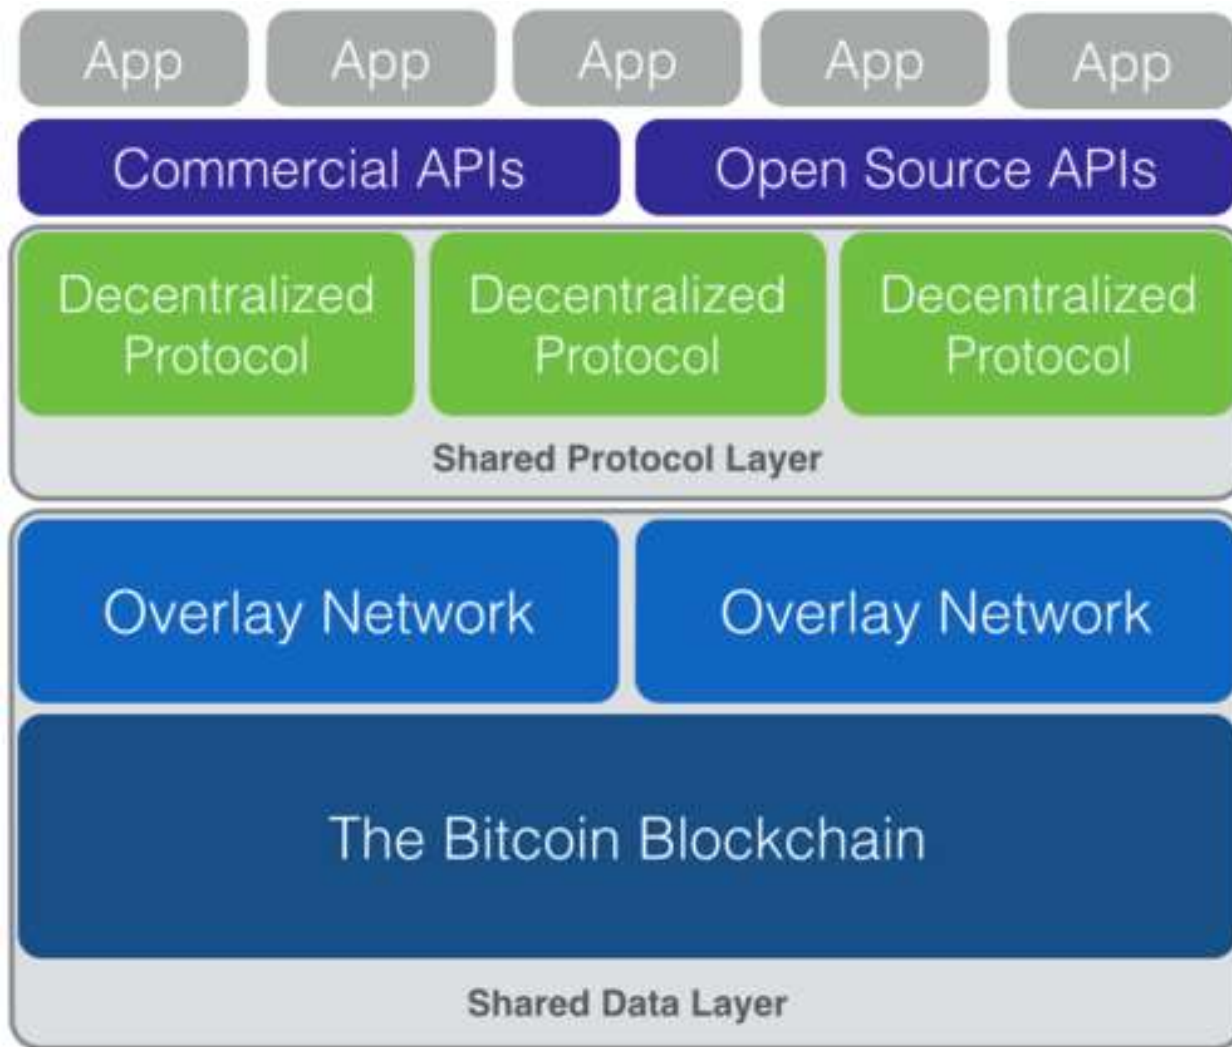 App App App App App
Commercial APIs Open Source APIs
Decentralized Decentralized Decentralized
Protocol Protocol Protocol
Shared Protocol Layer
Overlay Network Overlay Network
The Bitcoin Blockchain
Shared Data Layer